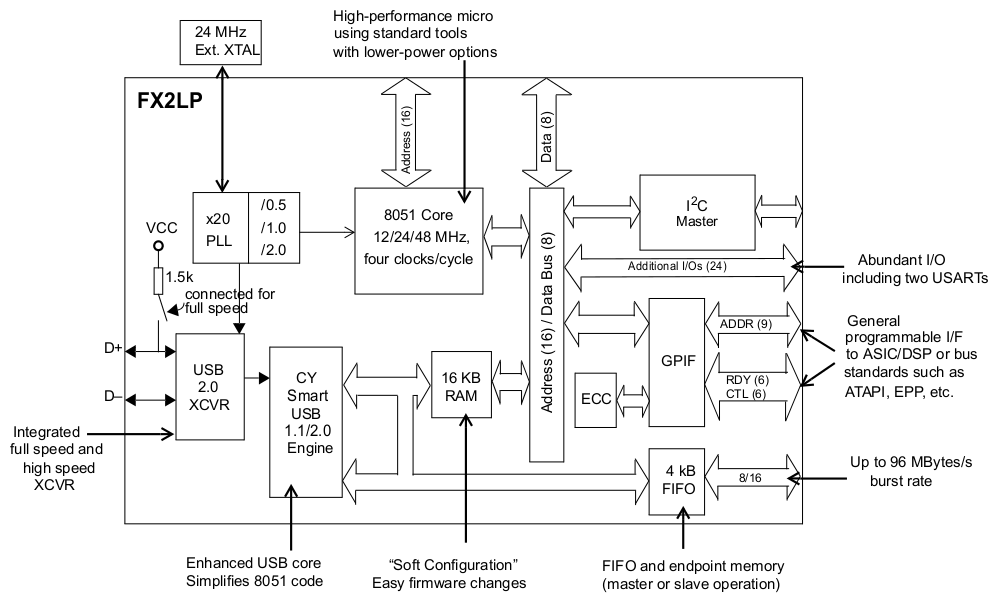 24 MHz
Ext. XTAL
High-performance micro
using standard tools
with lower-power options
FX2LP
Address (16)
Data (8)
x20
PLL
/0.5
/1.0
/2.0
8051 Core
12/24/48 MHz,
four clocks/cycle
I2C
Master
VCC
1.5k
connected for
full speed
Additional I/Os (24)
Abundant I/O
including two USARTs
Address (16) / Data Bus (8)
ADDR (9)
GPIF
RDY (6)
CTL (6)
General
programmable I/F
to ASIC/DSP or bus
standards such as
ATAPI, EPP, etc.
D+
D–
USB
2.0
XCVR
CY
Smart
USB
1.1/2.0
Engine
16 KB
RAM
ECC
Integrated
full speed and
high speed
XCVR
4 kB
FIFO
8/16
Up to 96 MBytes/s
burst rate
Enhanced USB core
Simplifies 8051 code
“Soft Configuration”
Easy firmware changes
FIFO and endpoint memory
(master or slave operation)